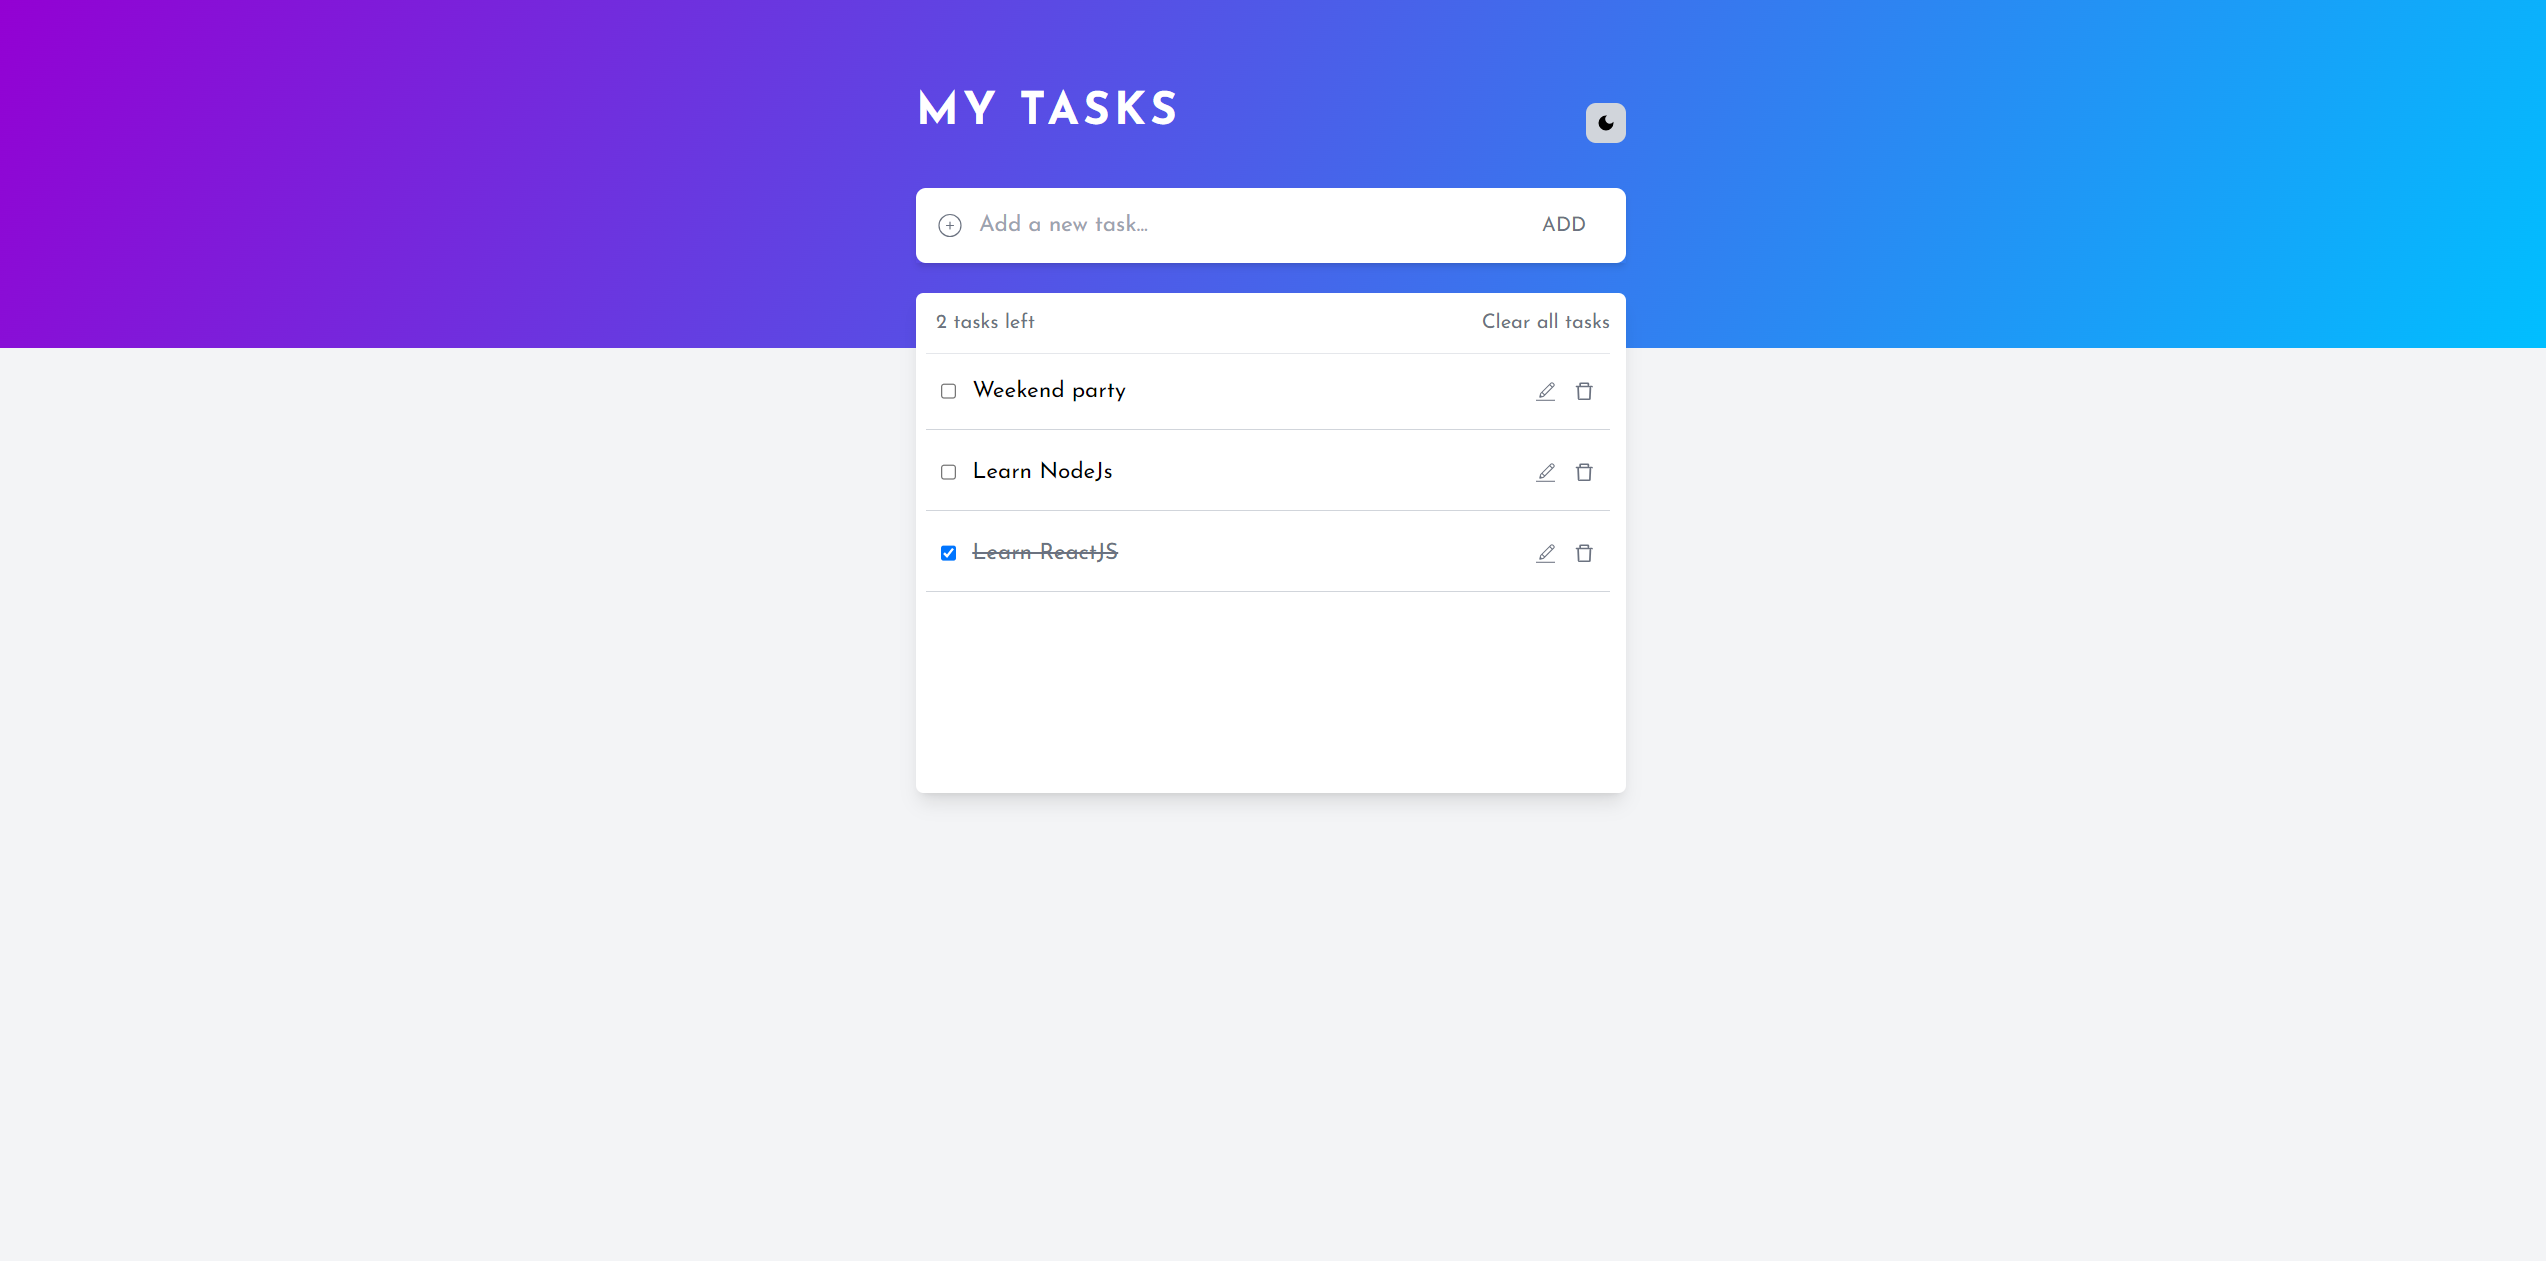 MY TASKS
Add a new task...
ADD
2 tasks left
Clear all tasks
Weekend party
Learn NodeJs
Learn ReactJS